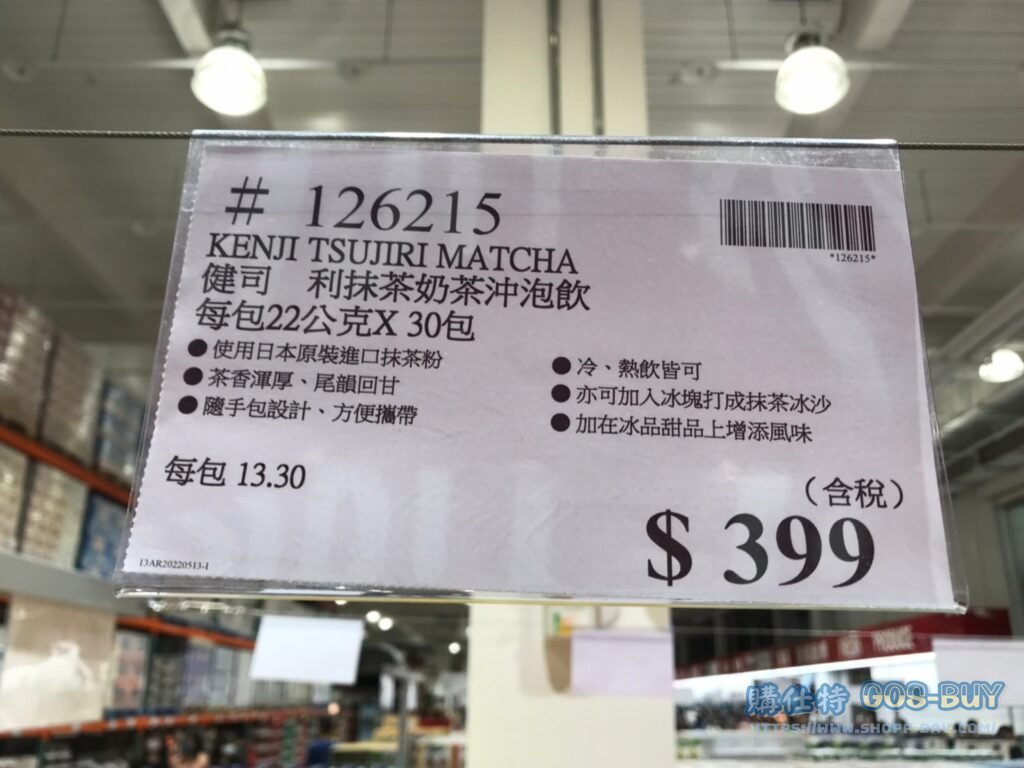 # 126215
*126215*
KENJI TSUJIRI MATCHA
健司　利抹茶奶茶沖泡飲
每包22公克X 30包
●使用日本原裝進口抹茶粉
●茶香渾厚、尾韻回甘
●隨手包設計、方便攜帶
●冷、熱飲皆可
●亦可加入冰塊打成抹茶冰沙
●加在冰品甜品上增添風味
每包 13.30
（含稅）
$ 399
13AR20220513-1
PRODUCE
購仕特 GOS-BUY